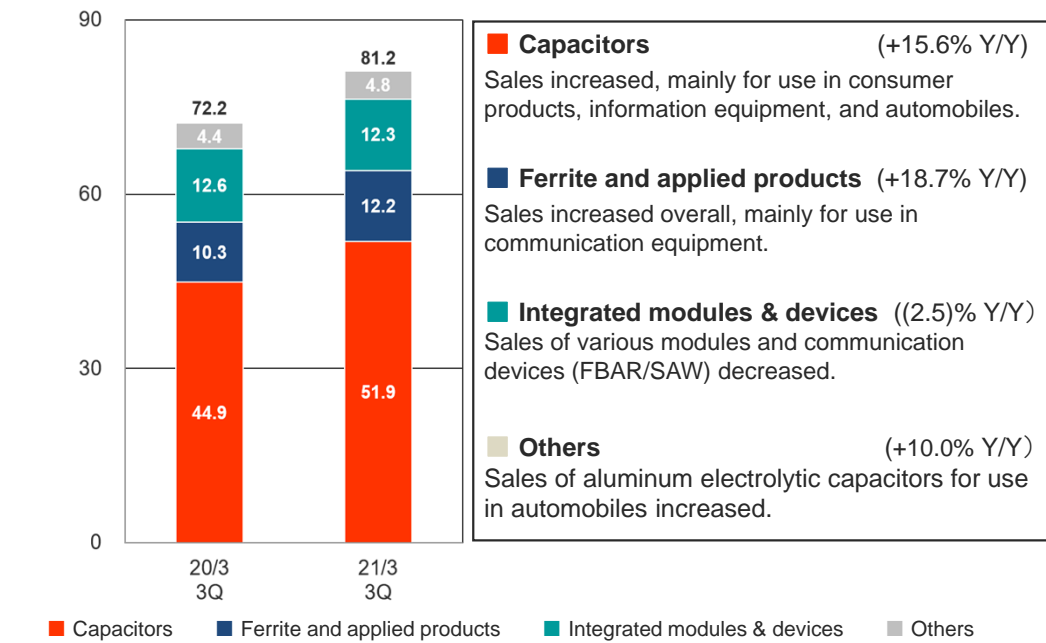 90
60
30
0
72.2
4.4
12.6
10.3
44.9
81.2
4.8
12.3
12.2
51.9
20/3
3Q
21/3
3Q
Capacitors (+15.6% Y/Y)
Sales increased, mainly for use in consumer
products, information equipment, and automobiles.
Ferrite and applied products (+18.7% Y/Y)
Sales increased overall, mainly for use in
communication equipment.
Integrated modules & devices ((2.5)% Y/Y）
Sales of various modules and communication
devices (FBAR/SAW) decreased.
Others (+10.0% Y/Y）
Sales of aluminum electrolytic capacitors for use
in automobiles increased.
Capacitors Ferrite and applied products Integrated modules & devices Others